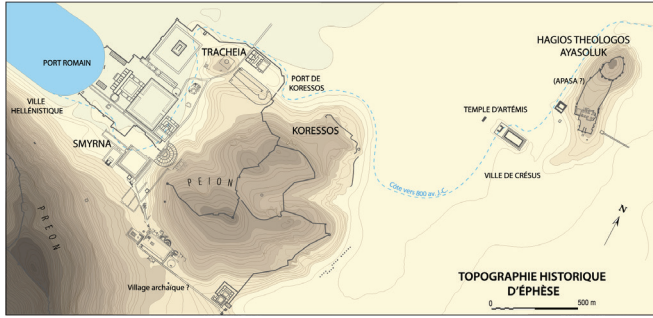 HAGIOS THEOLOGOS
AYASOLUK
TRACHEIA
PORT ROMAIN
(APASA ?)
PORT DE
KORESSOS
VILLE
HELLÉNISTIQUE
TEMPLE D'ARTÉMIS
KORESSOS
SMYRNA
VILLE DE CRÉSUS
PEION
Côte vers 800 av. J.-C.
PREON
N
TOPOGRAPHIE HISTORIQUE
D'ÉPHÈSE
Village archaïque ?
0 500 m